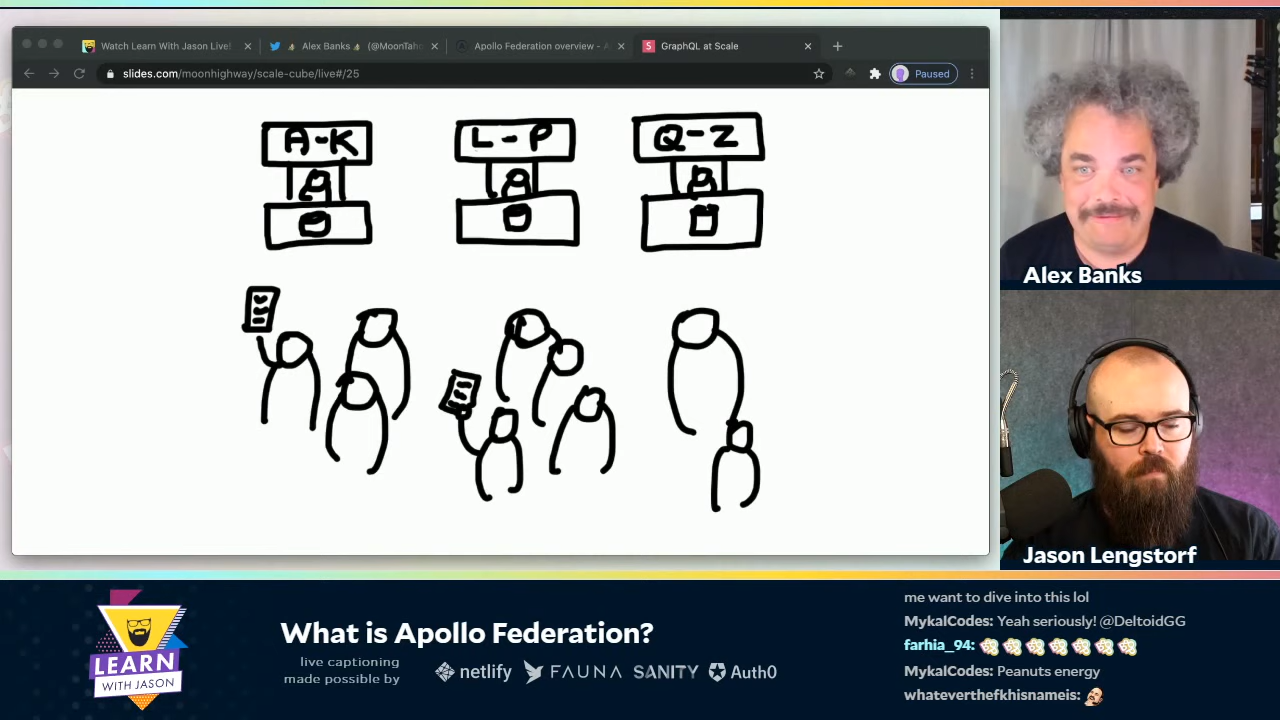 Watch Learn With Jason Live!
Alex Banks
(@MoonTaho
Apollo Federation overview - A
S
GraphQL at Scale
slides.com/moonhighway/scale-cube/live#/25
Paused
A-K
L-P
Q-Z
Alex Banks
Jason Lengstorf
LEARN
WITH JASON
What is Apollo Federation?
live captioning
made possible by
netlify
FAUNA
SANITY
Auth0
me want to dive into this lol
MykalCodes: Yeah seriously! @DeltoidGG
farhia_94:
MykalCodes: Peanuts energy
whateverthefkhisnameis: